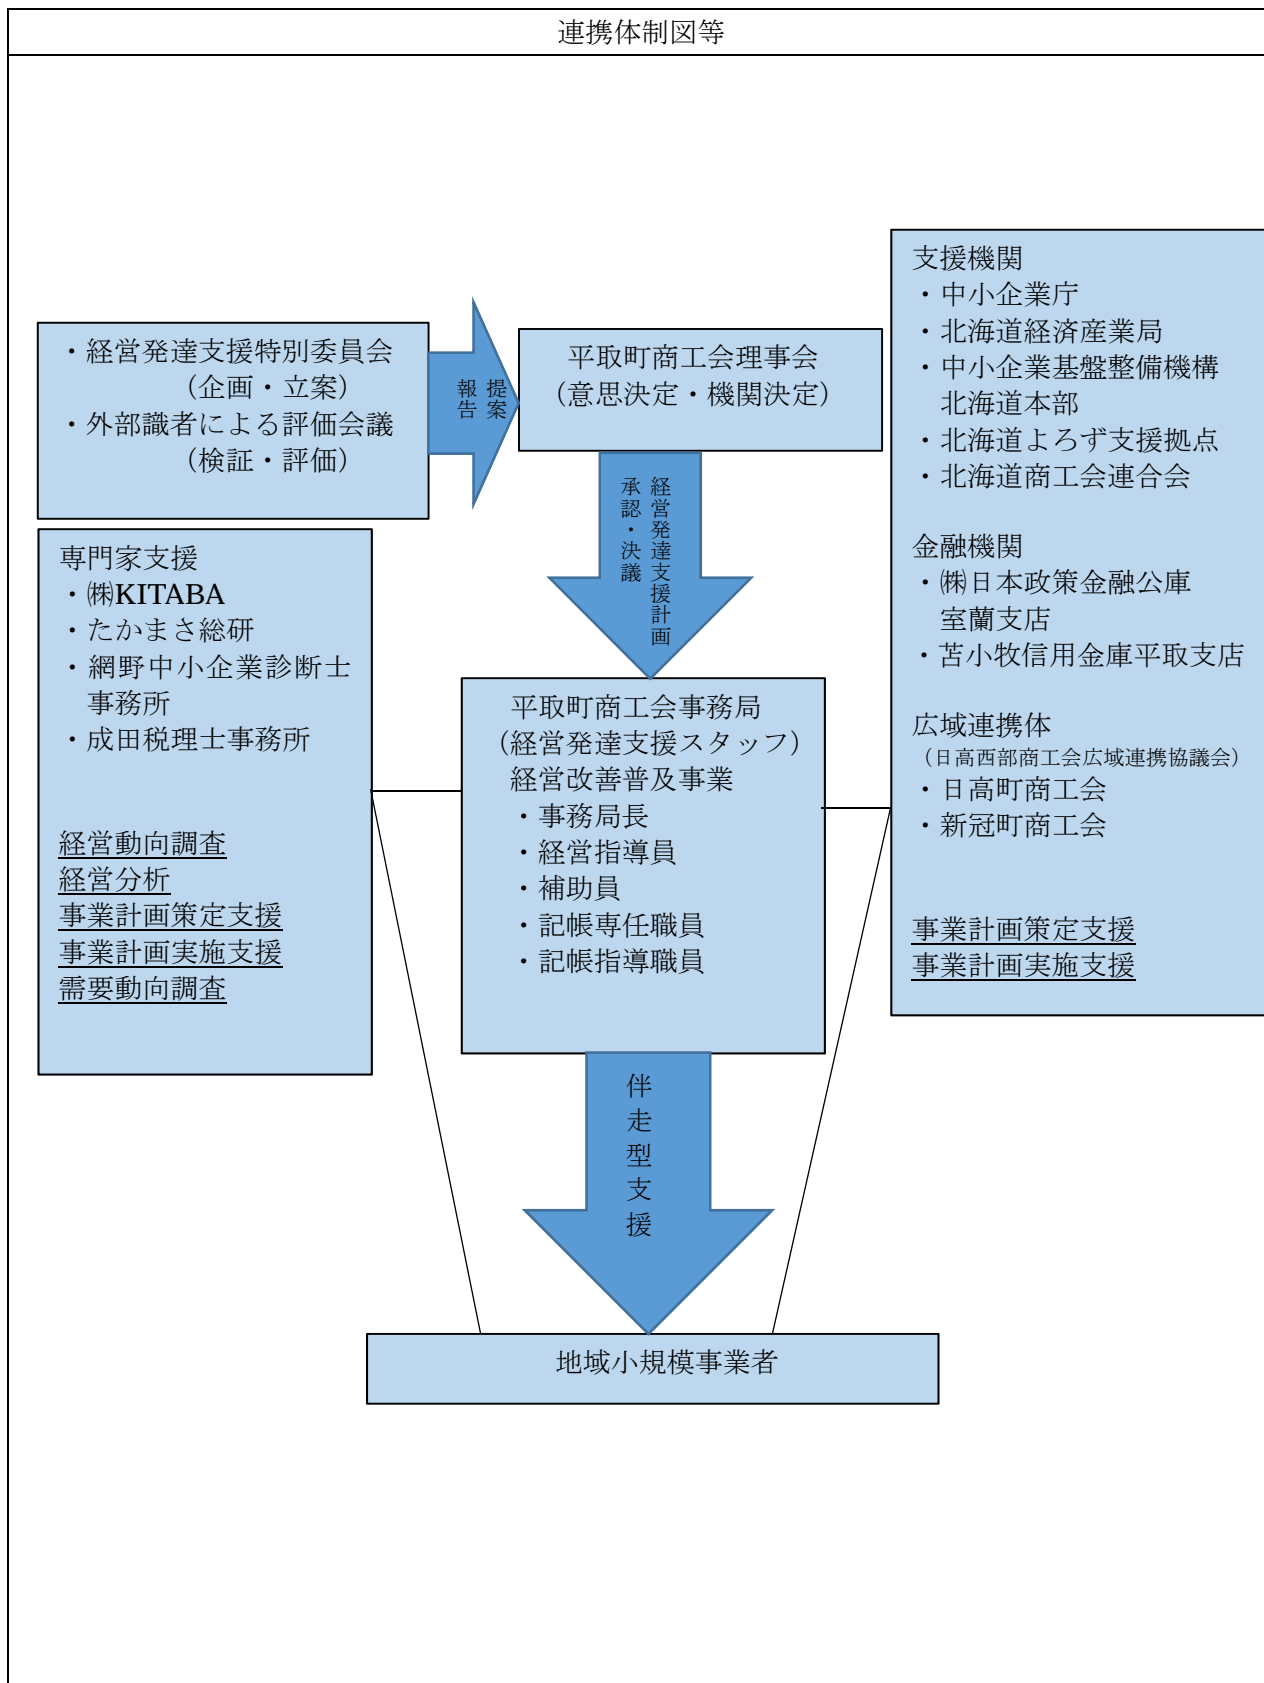 連携体制図等
・経営発達支援特別委員会
（企画・立案）
・外部識者による評価会議
（検証・評価）
提案
報告
平取町商工会理事会
（意思決定・機関決定）
経営発達支援計画
承認・決議
専門家支援
・㈱KITABA
・たかまさ総研
・網野中小企業診断士
事務所
・成田税理士事務所
経営動向調査
経営分析
事業計画策定支援
事業計画実施支援
需要動向調査
平取町商工会事務局
（経営発達支援スタッフ）
経営改善普及事業
・事務局長
・経営指導員
・補助員
・記帳専任職員
・記帳指導職員
支援機関
・中小企業庁
・北海道経済産業局
・中小企業基盤整備機構
北海道本部
・北海道よろず支援拠点
・北海道商工会連合会
金融機関
・㈱日本政策金融公庫
室蘭支店
・苫小牧信用金庫平取支店
広域連携体
（日高西部商工会広域連携協議会）
・日高町商工会
・新冠町商工会
事業計画策定支援
事業計画実施支援
伴走型支援
地域小規模事業者